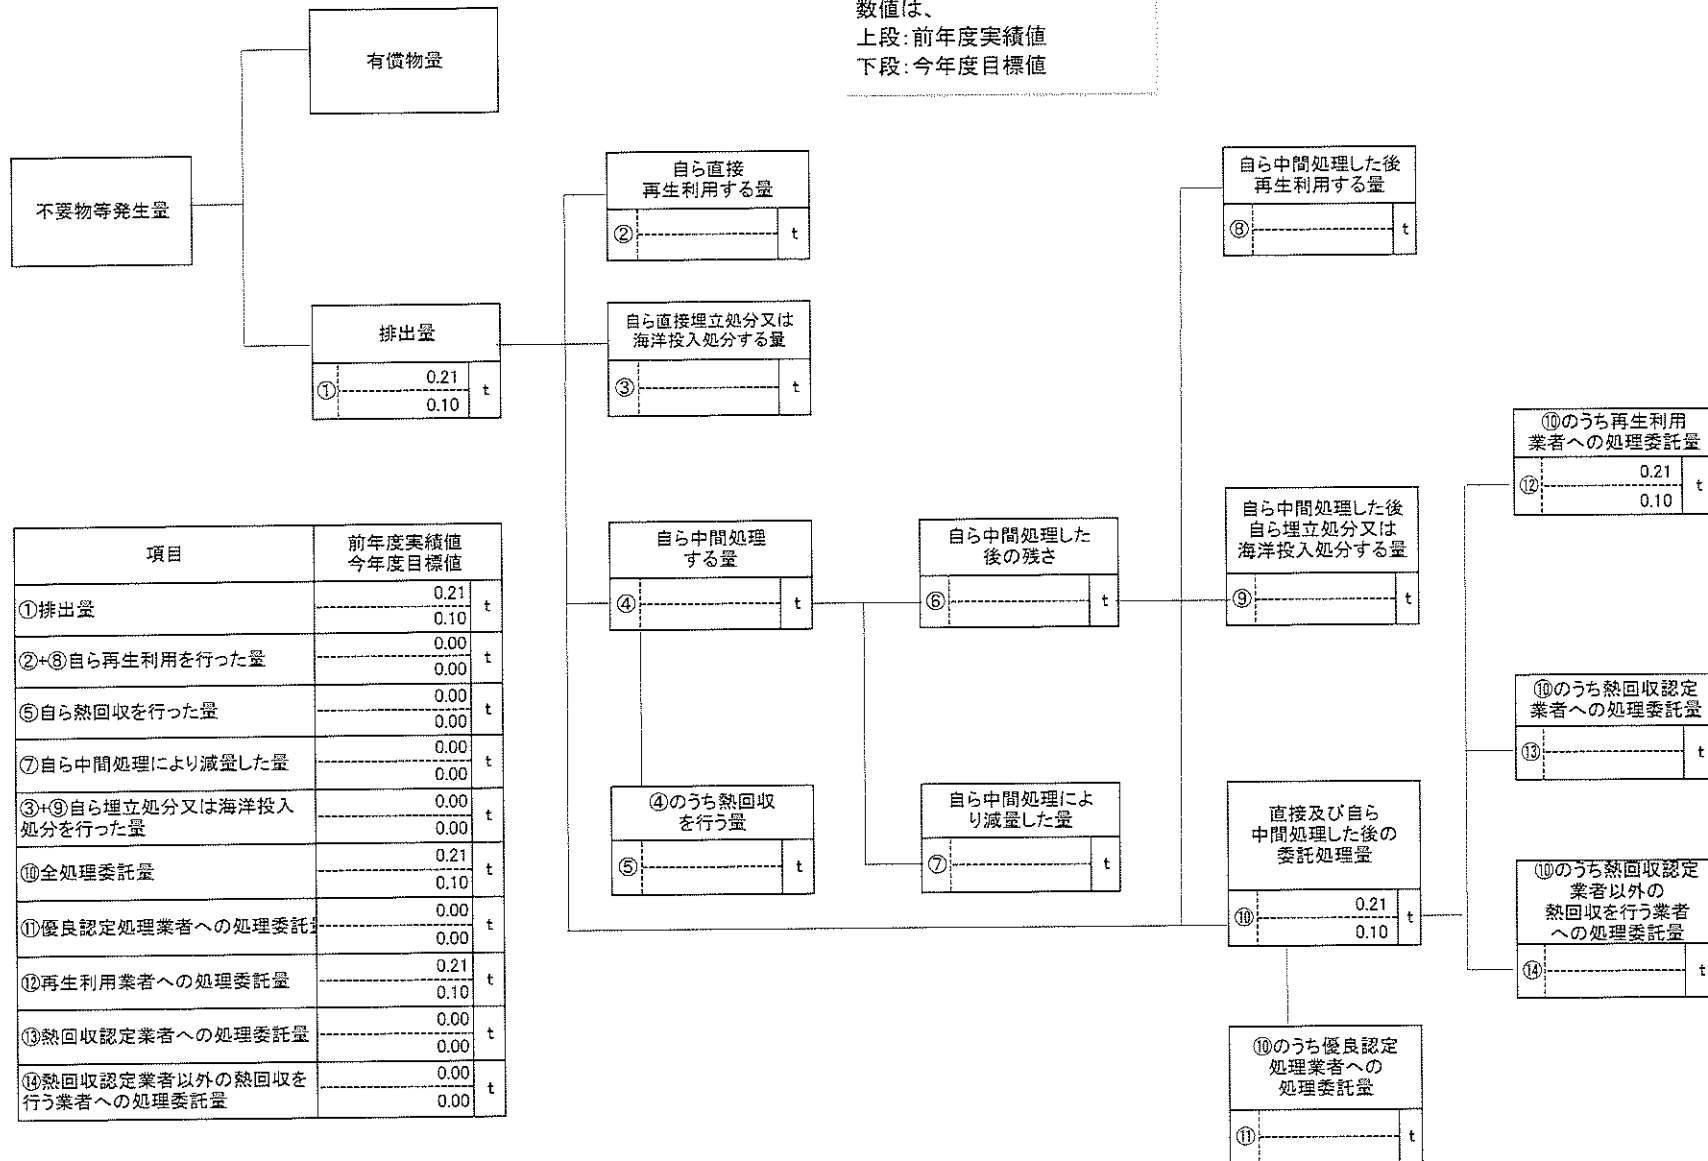 数値は、
上段：前年度実績値
下段：今年度目標値
有償物量
不要物等発生量
排出量
①
0.21
0.10
t
自ら直接
再生利用する量
②
t
自ら直接埋立処分又は
海洋投入処分する量
③
t
自ら中間処理
する量
④
t
④のうち熱回収
を行う量
⑤
t
自ら中間処理した
後の残さ
⑥
t
自ら中間処理によ
り減量した量
⑦
t
自ら中間処理した後
再生利用する量
⑧
t
自ら中間処理した後
自ら埋立処分又は
海洋投入処分する量
⑨
t
直接及び自ら
中間処理した後の
委託処理量
⑩
0.21
0.10
t
⑩のうち優良認定
処理業者への
処理委託量
⑪
t
⑩のうち再生利用
業者への処理委託量
⑫
0.21
0.10
t
⑩のうち熱回収認定
業者への処理委託量
⑬
t
⑩のうち熱回収認定
業者以外の
熱回収を行う業者
への処理委託量
⑭
t
項目
前年度実績値
今年度目標値
①排出量
0.21
0.10
t
②+⑧自ら再生利用を行った量
0.00
0.00
t
⑤自ら熱回収を行った量
0.00
0.00
t
⑦自ら中間処理により減量した量
0.00
0.00
t
③+⑨自ら埋立処分又は海洋投入
処分を行った量
0.00
0.00
t
⑩全処理委託量
0.21
0.10
t
⑪優良認定処理業者への処理委託
0.00
0.00
t
⑫再生利用業者への処理委託量
0.21
0.10
t
⑬熱回収認定業者への処理委託量
0.00
0.00
t
⑭熱回収認定業者以外の熱回収を
行う業者への処理委託量
0.00
0.00
t